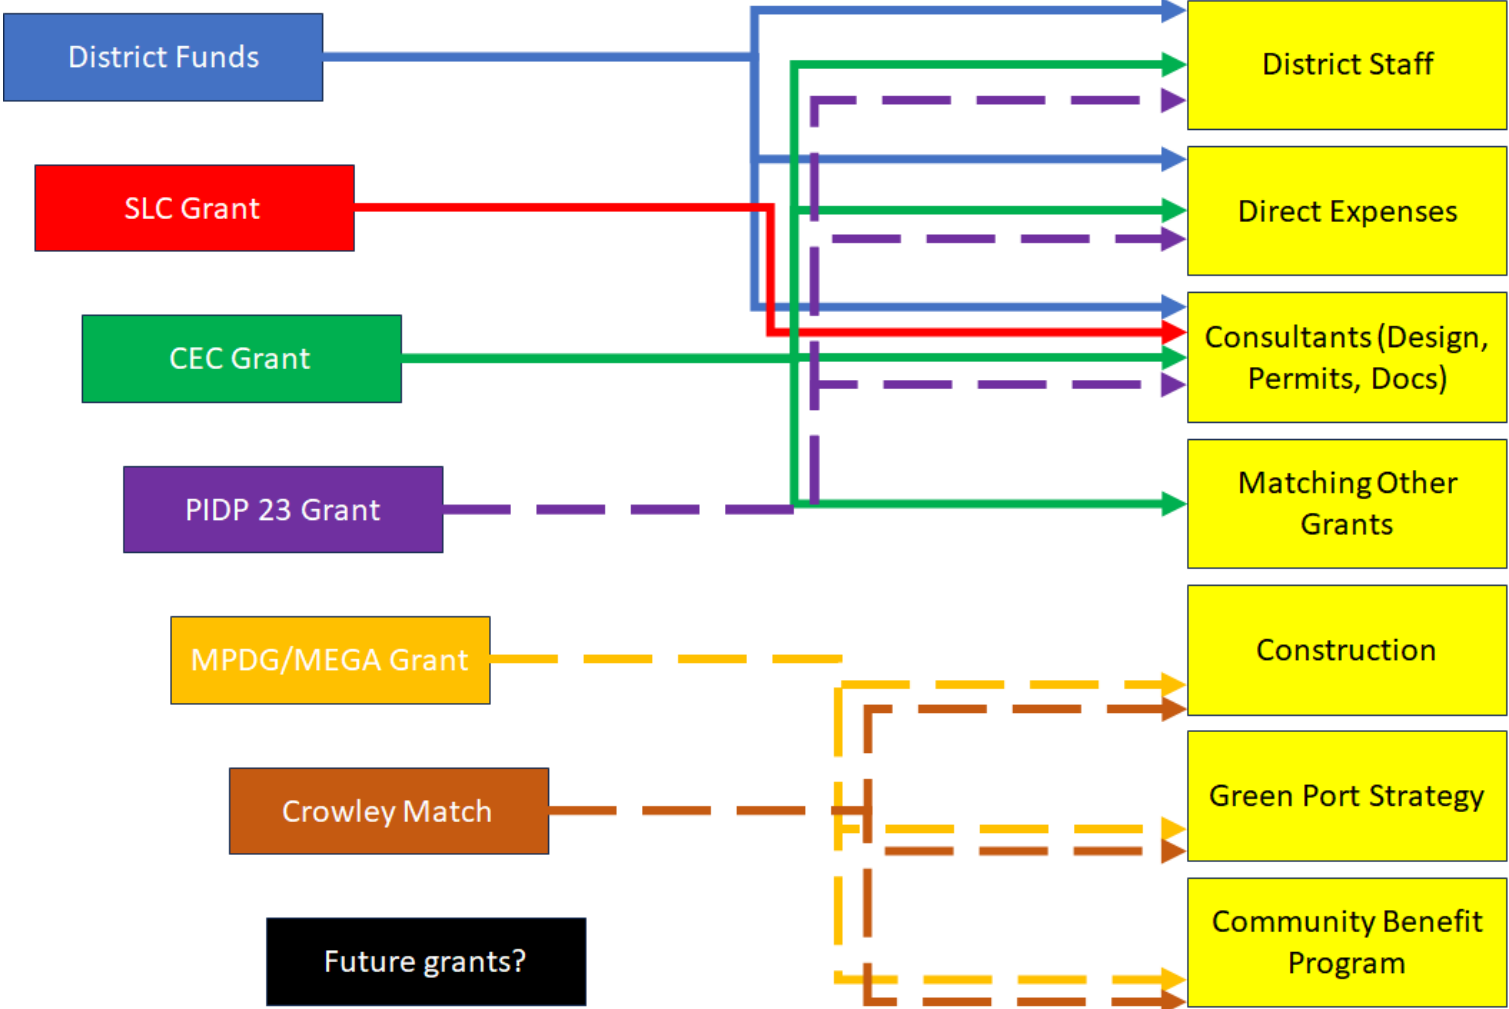 District Funds
SLC Grant
CEC Grant
PIDP 23 Grant
MPDG/MEGA Grant
Crowley Match
Future grants?
District Staff
Direct Expenses
Consultants (Design,
Permits, Docs)
Matching Other
Grants
Construction
Green Port Strategy
Community Benefit
Program